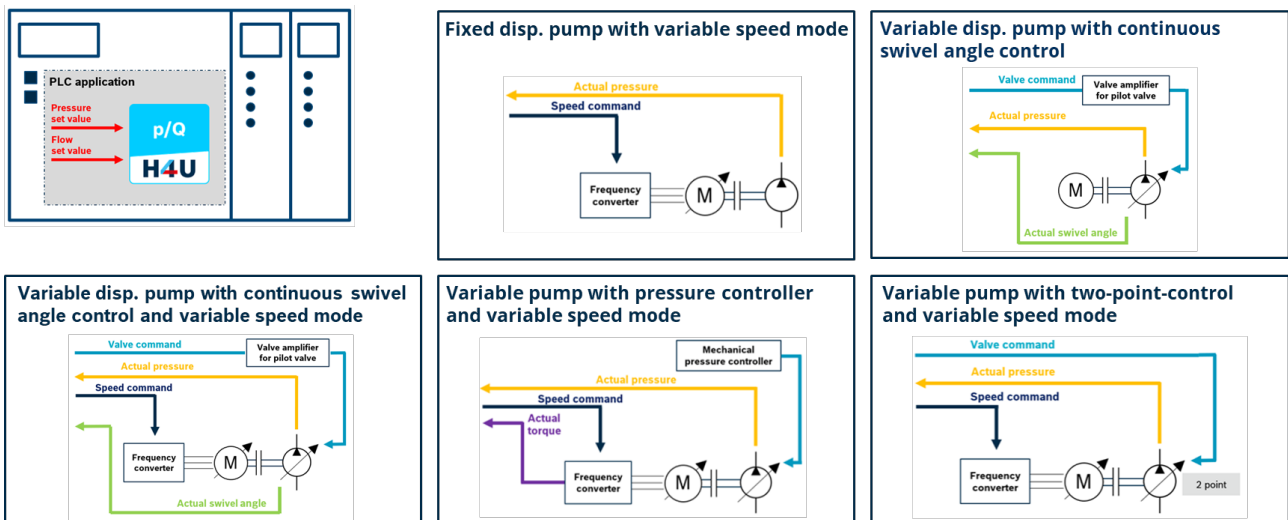 PLC application
Pressure
set value
Flow
set value
p/Q
H4U
Fixed disp. pump with variable speed mode
Actual pressure
Speed command
Frequency
converter
M
Variable disp. pump with continuous
swivel angle control
Valve command
Valve amplifier
for pilot valve
Actual pressure
M
Actual swivel angle
Variable disp. pump with continuous swivel
angle control and variable speed mode
Valve command
Valve amplifier
for pilot valve
Actual pressure
Speed command
Frequency
converter
M
Actual swivel angle
Variable pump with pressure controller
and variable speed mode
Mechanical
pressure controller
Actual pressure
Speed command
Actual
torque
Frequency
converter
M
Variable pump with two-point-control
and variable speed mode
Valve command
Actual pressure
Speed command
Frequency
converter
M
2 point